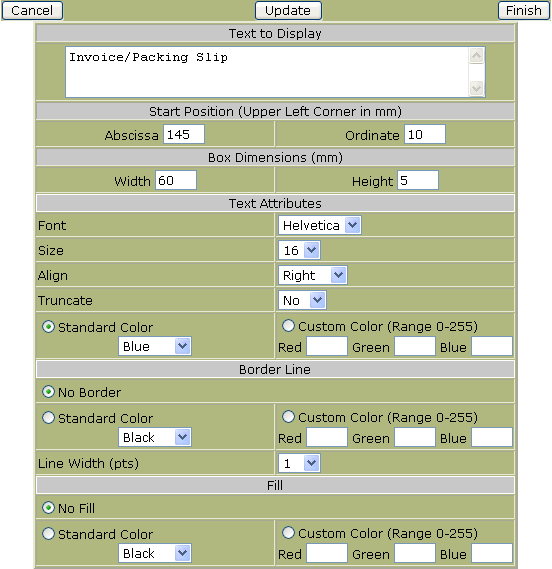 Cancel Update Finish
Text to Display
Invoice/Packing Slip
Start Position (Upper Left Corner in mm)
Abscissa 145 Ordinate 10
Box Dimensions (mm)
Width 60 Height 5
Text Attributes
Font Helvetica
Size 16
Align Right
Truncate No
Standard Color Custom Color (Range 0-255)
Blue Red Green Blue
Border Line
No Border
Standard Color Custom Color (Range 0-255)
Black Red Green Blue
Line Width (pts) 1
Fill
No Fill
Standard Color Custom Color (Range 0-255)
Black Red Green Blue